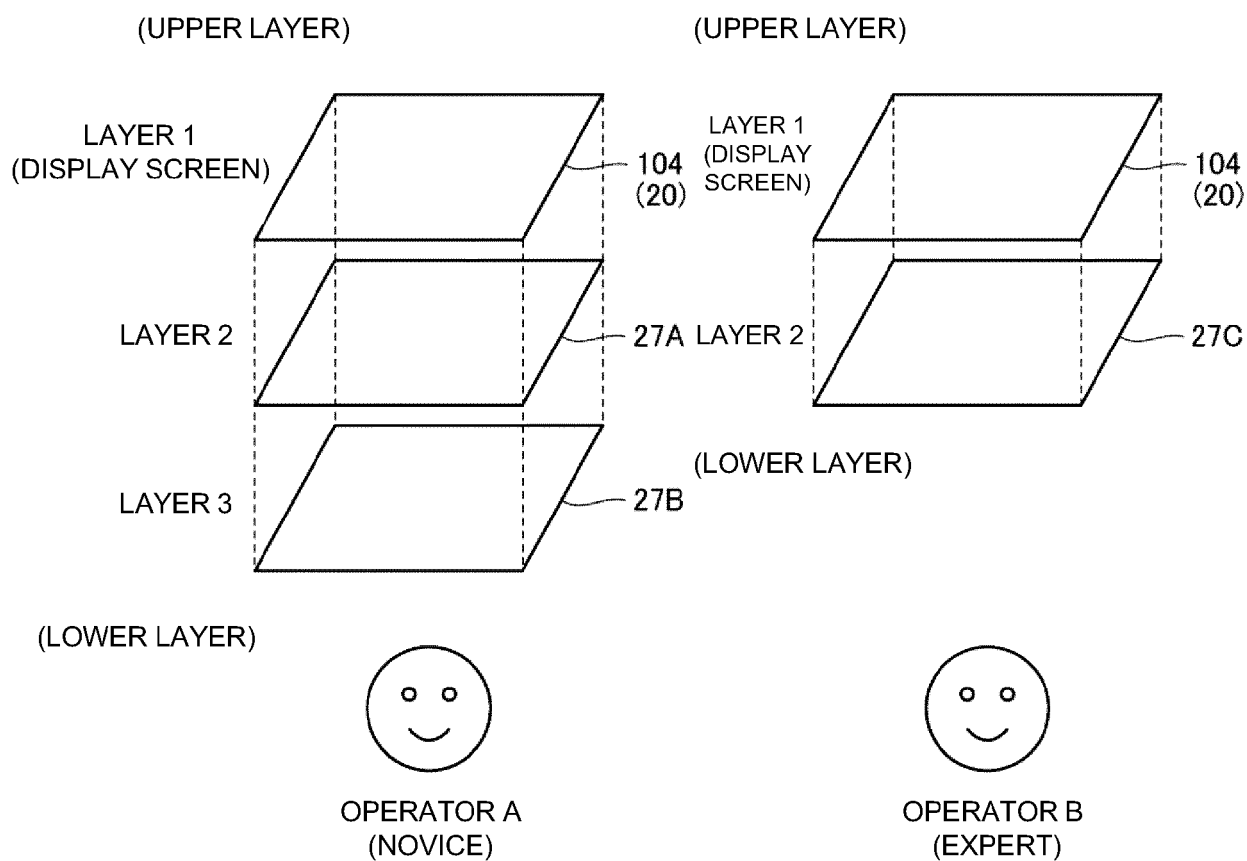 (UPPER LAYER)
LAYER 1
(DISPLAY SCREEN)
104
(20)
LAYER 2
27A
LAYER 3
27B
(LOWER LAYER)
OPERATOR A
(NOVICE)
(UPPER LAYER)
LAYER 1
(DISPLAY
SCREEN)
104
(20)
LAYER 2
27C
(LOWER LAYER)
OPERATOR B
(EXPERT)